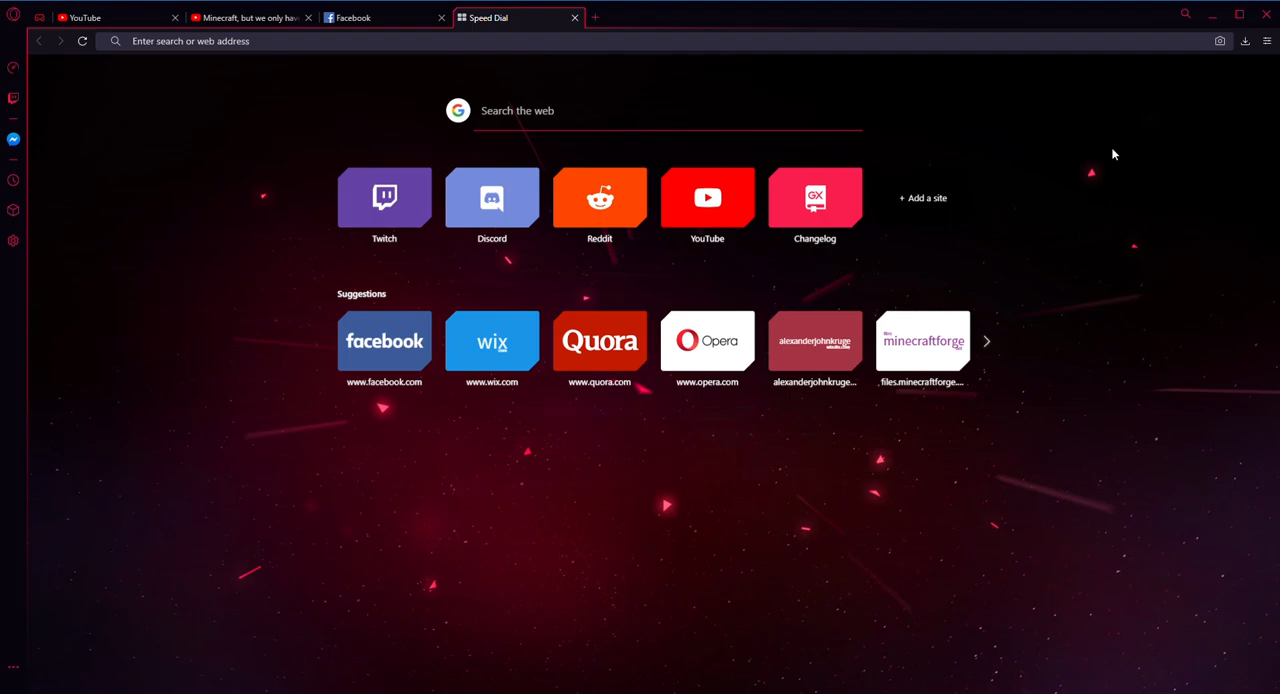 YouTube
Minecraft, but we only hav
Facebook
Speed Dial
Enter search or web address
Search the web
Twitch
Discord
Reddit
GX
YouTube
Changelog
+ Add a site
Suggestions
facebook
wix
Quora
Opera
alexanderjohnkruge
minecraftforge
www.facebook.com
www.wix.com
www.quora.com
www.opera.com
alexanderjohnkruge...
files.minecraftforge....